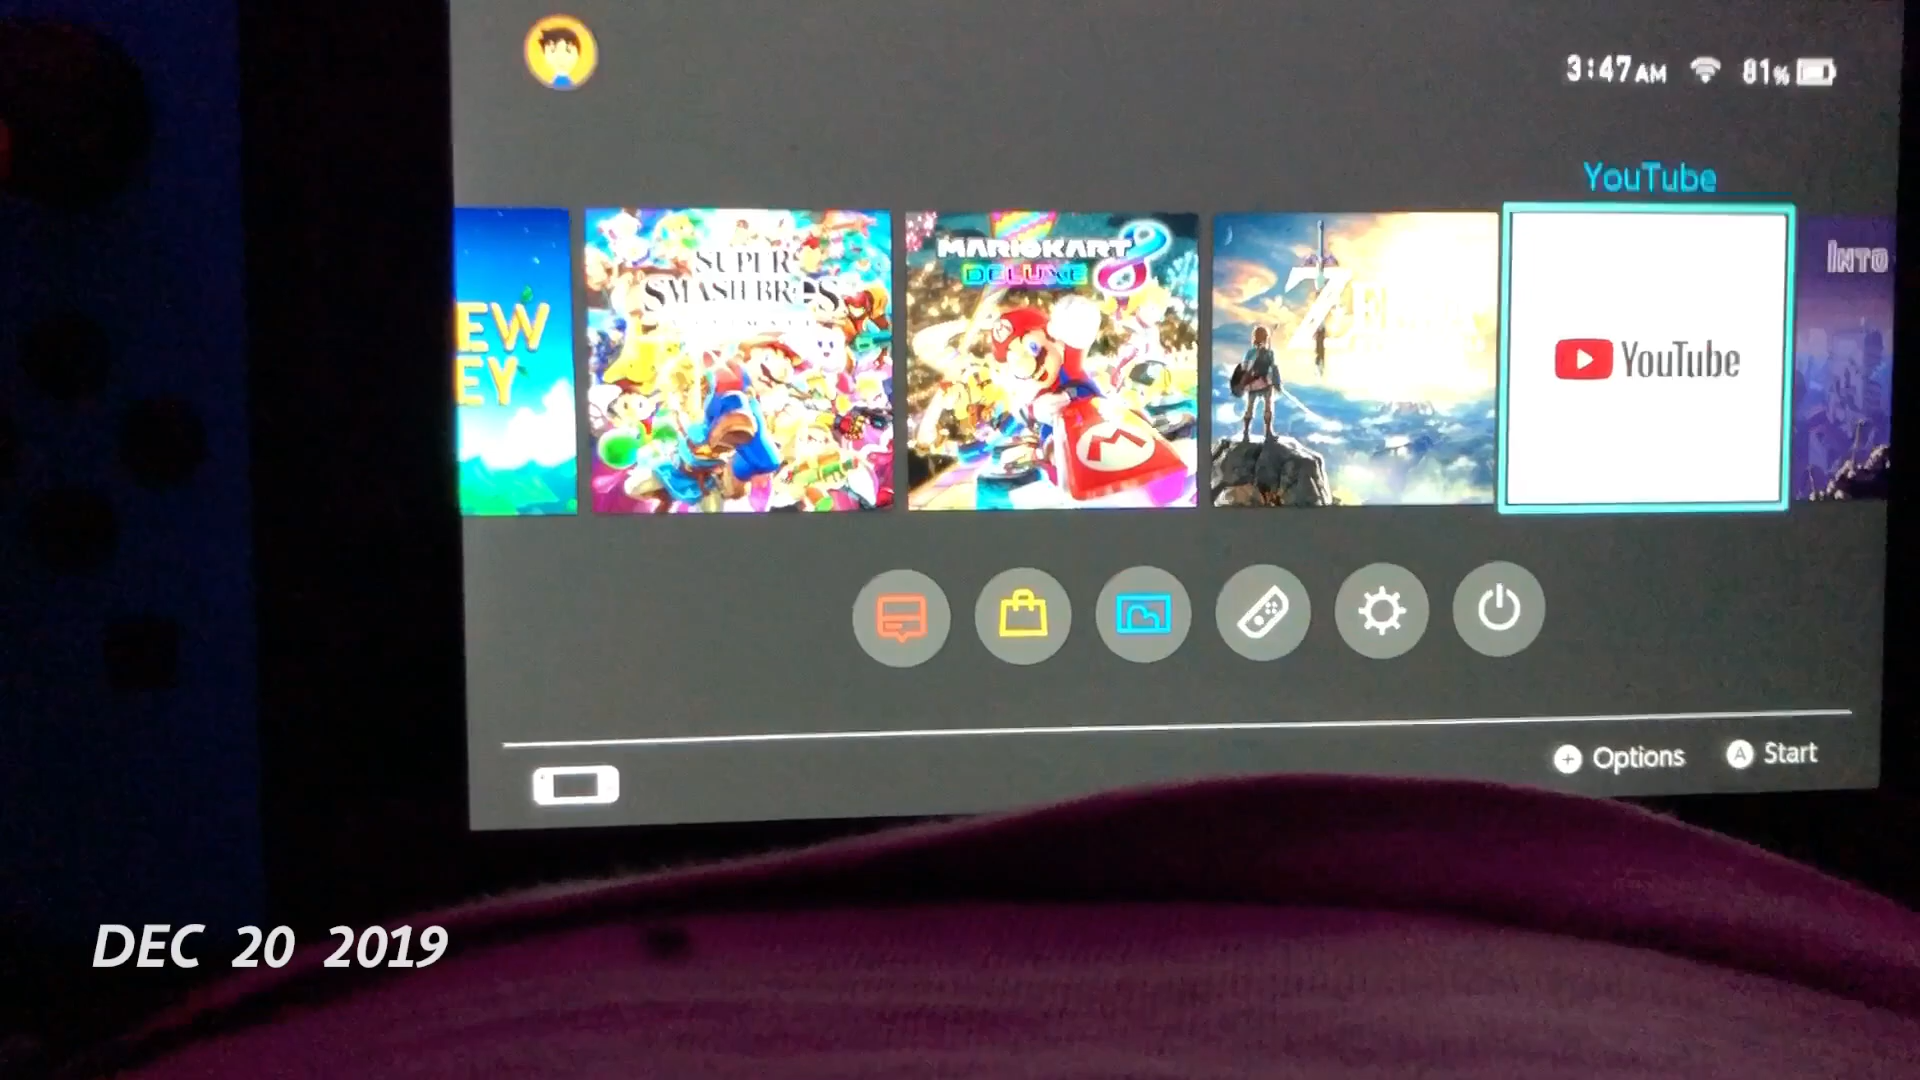 3:47AM 81%
YouTube
EW
EY
SUPER
SMASH BROS
MARIOKART 8
DELUXE
ZELDA
YouTube
INTO
Options
A Start
DEC 20 2019